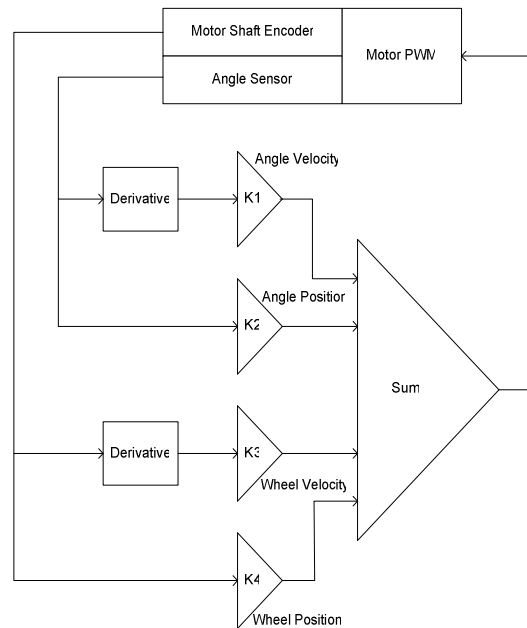 Motor Shaft Encoder
Motor PWM
Angle Sensor
Angle Velocity
Derivative
K1
Angle Position
K2
Sum
Derivative
K3
Wheel Velocity
K4
Wheel Position